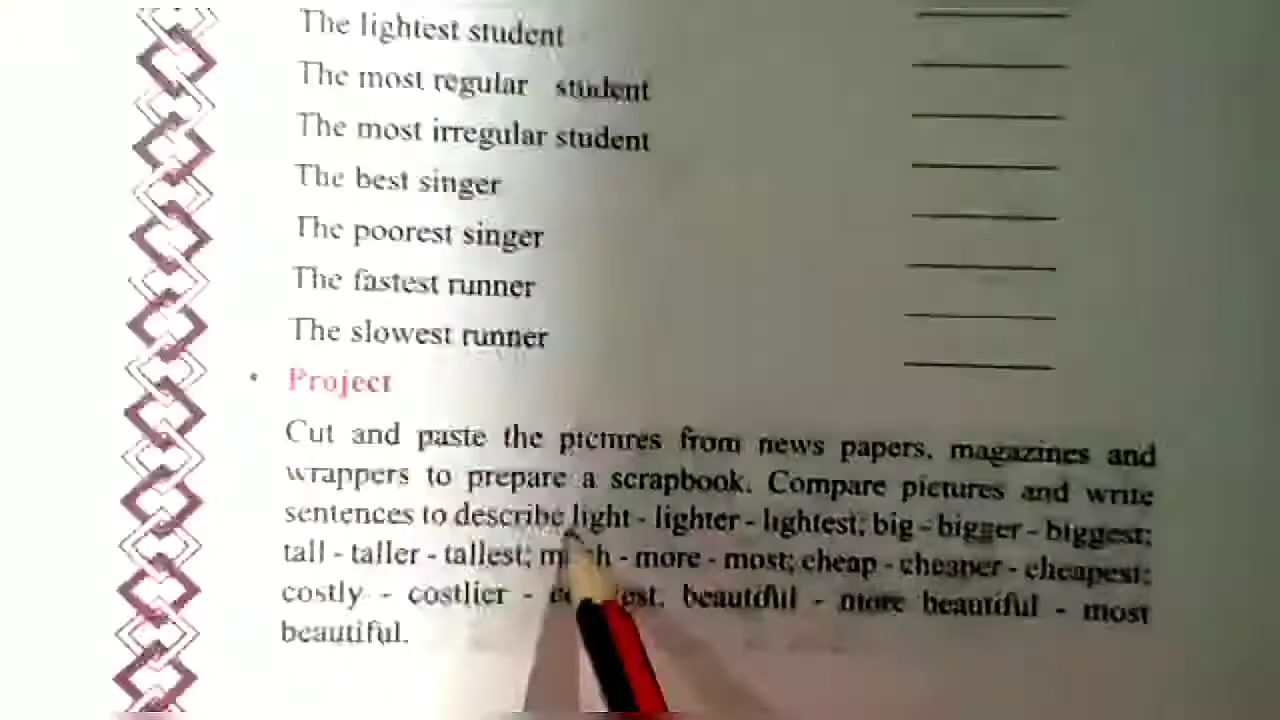 The lightest student
The most regular student
The most irregular student
The best singer
The poorest singer
The fastest runner
The slowest runner
• Project
Cut and paste the pictures from news papers, magazines and
wrappers to prepare a scrapbook. Compare pictures and write
sentences to describe light - lighter - lightest; big - bigger - biggest;
tall - taller - tallest; - more - most; cheap - cheaper - cheapest;
costly - costlier - beautiful - more beautiful - most
beautiful.